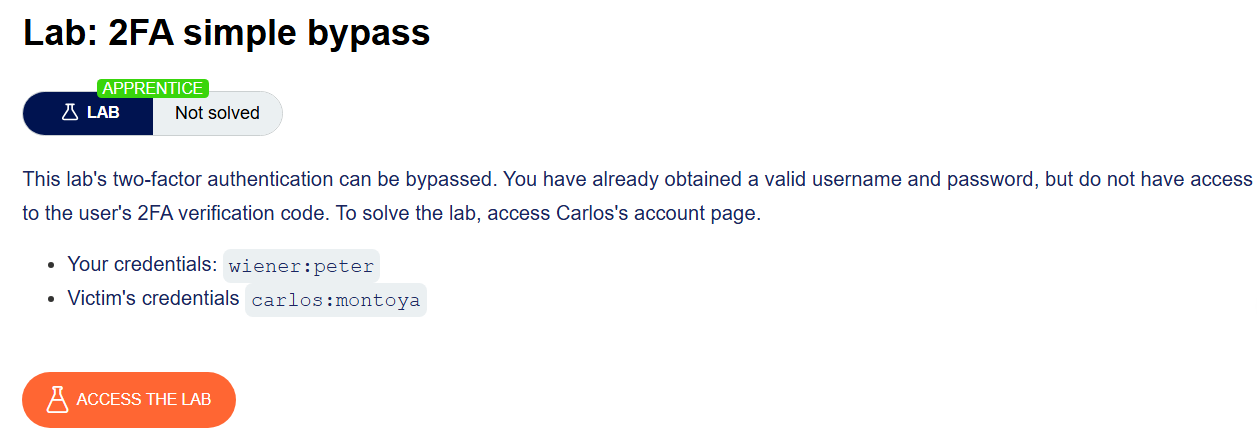 Lab: 2FA simple bypass
APPRENTICE
LAB Not solved
This lab's two-factor authentication can be bypassed. You have already obtained a valid username and password, but do not have access
to the user's 2FA verification code. To solve the lab, access Carlos's account page.
• Your credentials: wiener:peter
• Victim's credentials carlos:montoya
ACCESS THE LAB